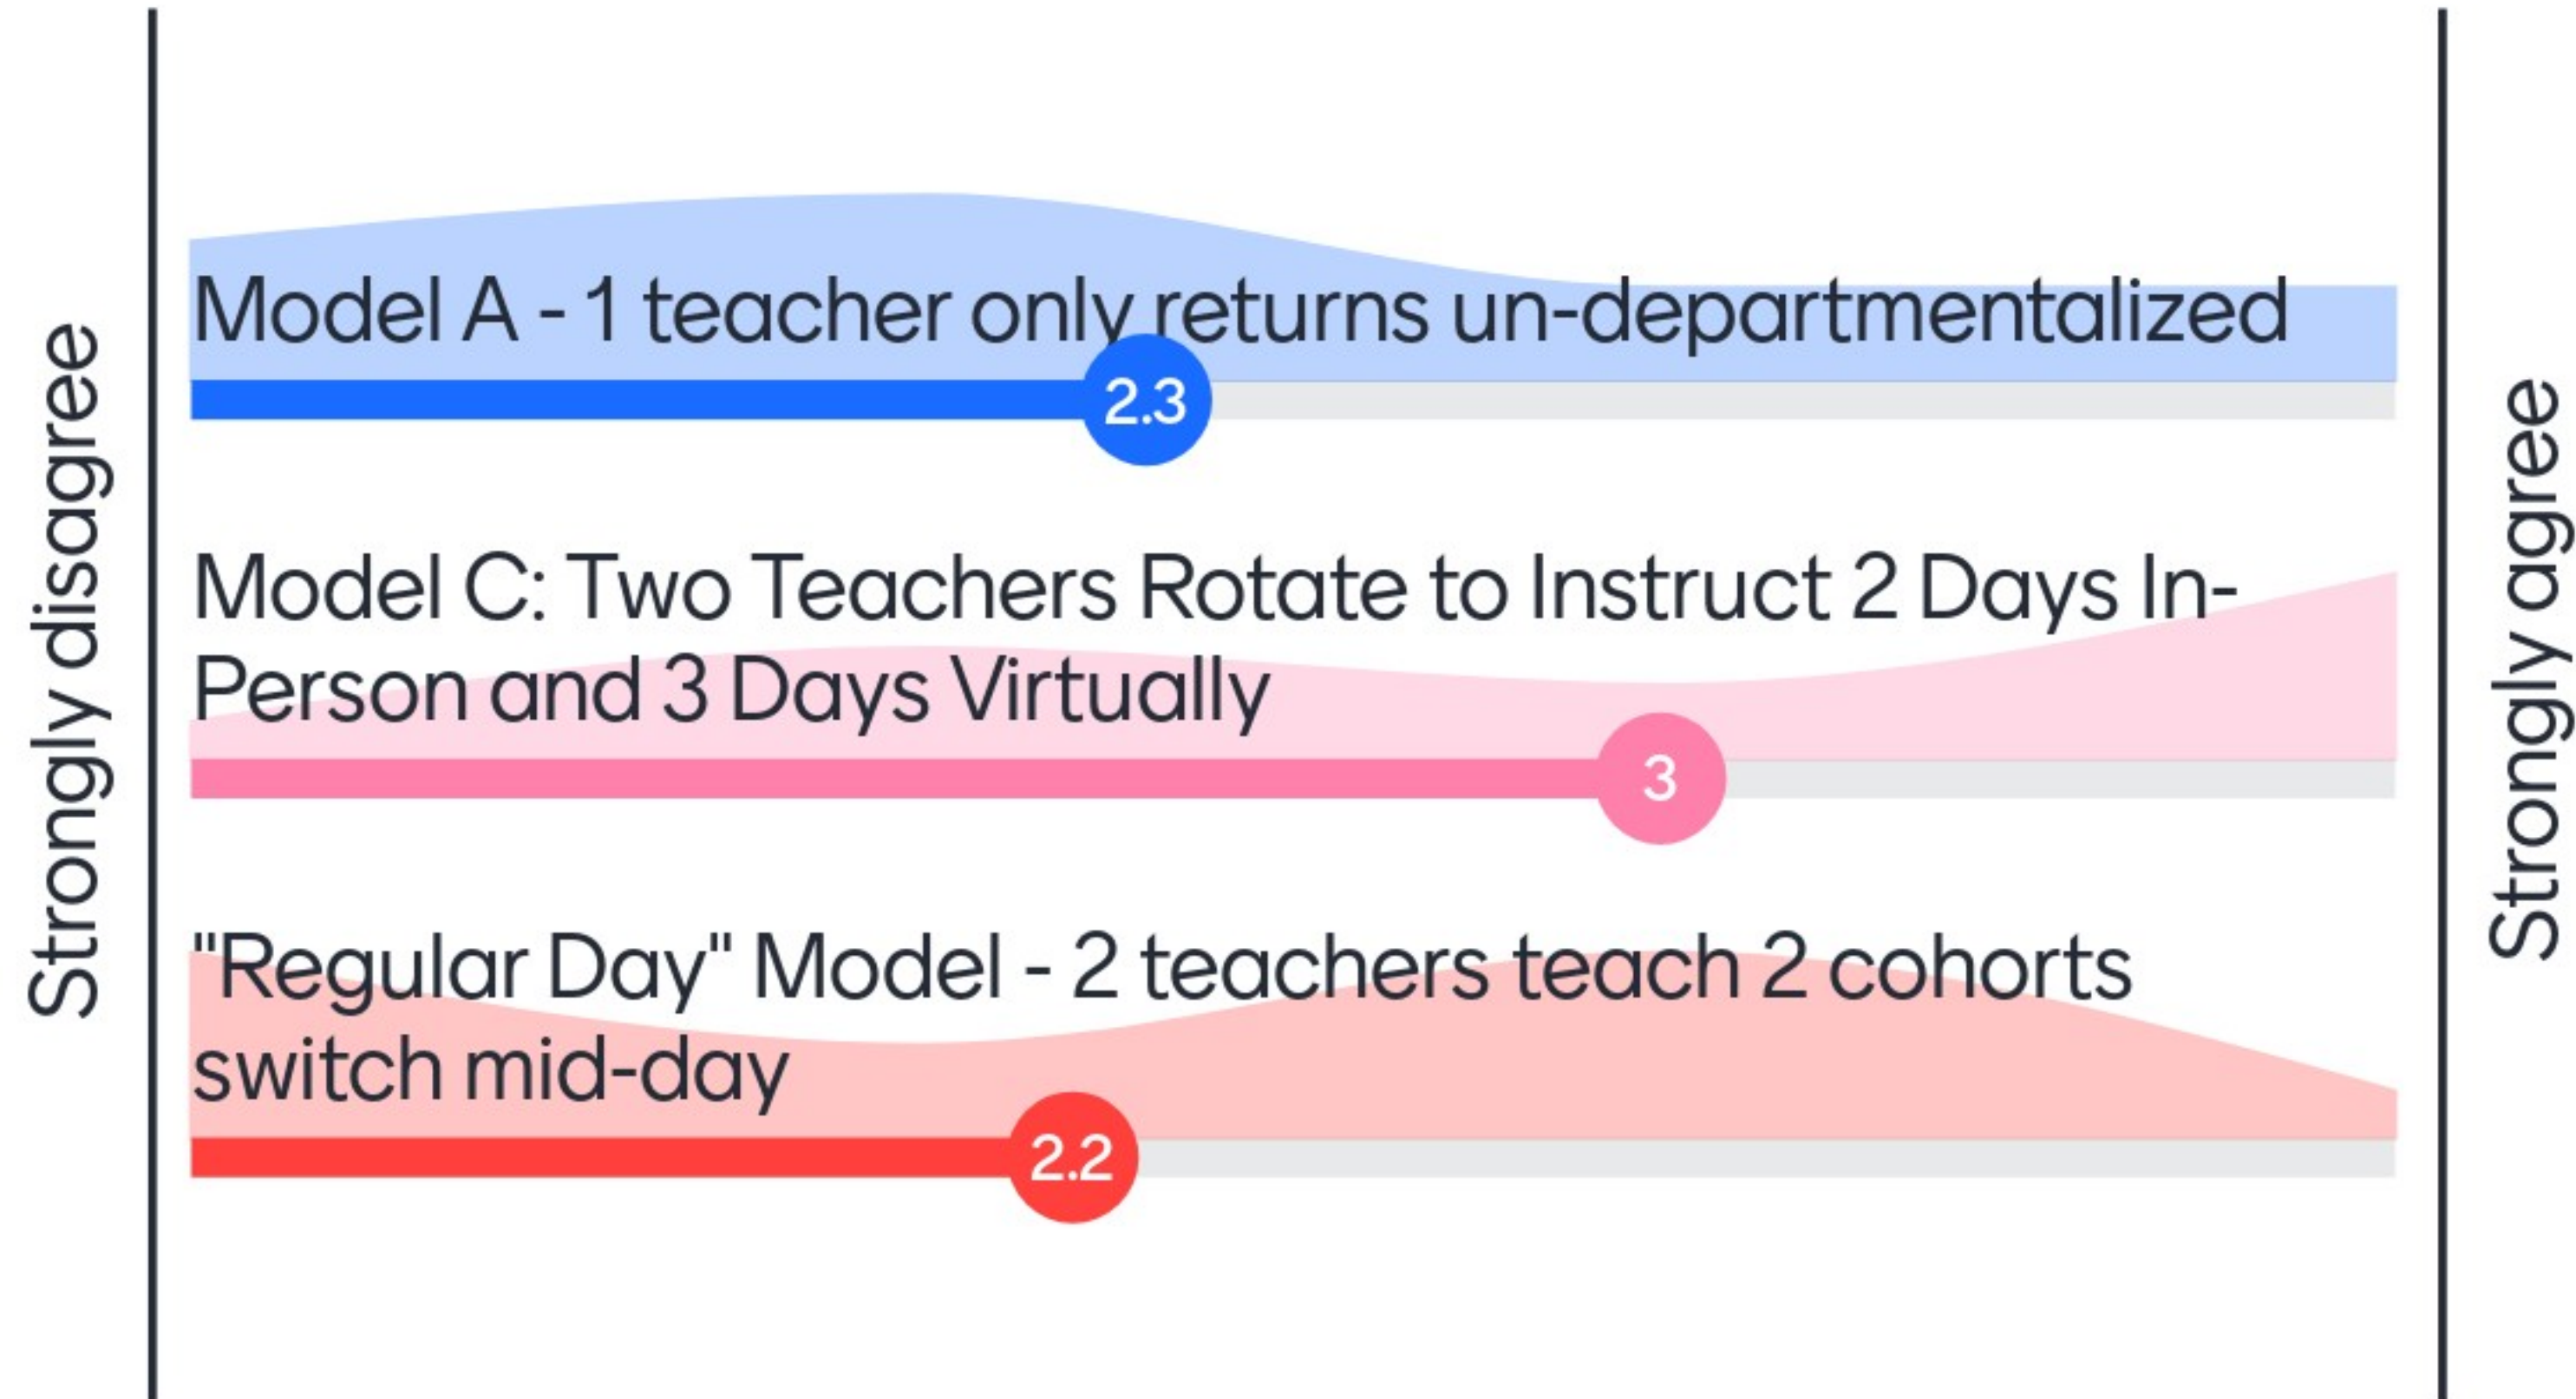 Strongly disagree
Model A - 1 teacher only returns un-departmentalized
2.3
Model C: Two Teachers Rotate to Instruct 2 Days In-
Person and 3 Days Virtually
3
"Regular Day" Model - 2 teachers teach 2 cohorts
switch mid-day
2.2
Strongly agree